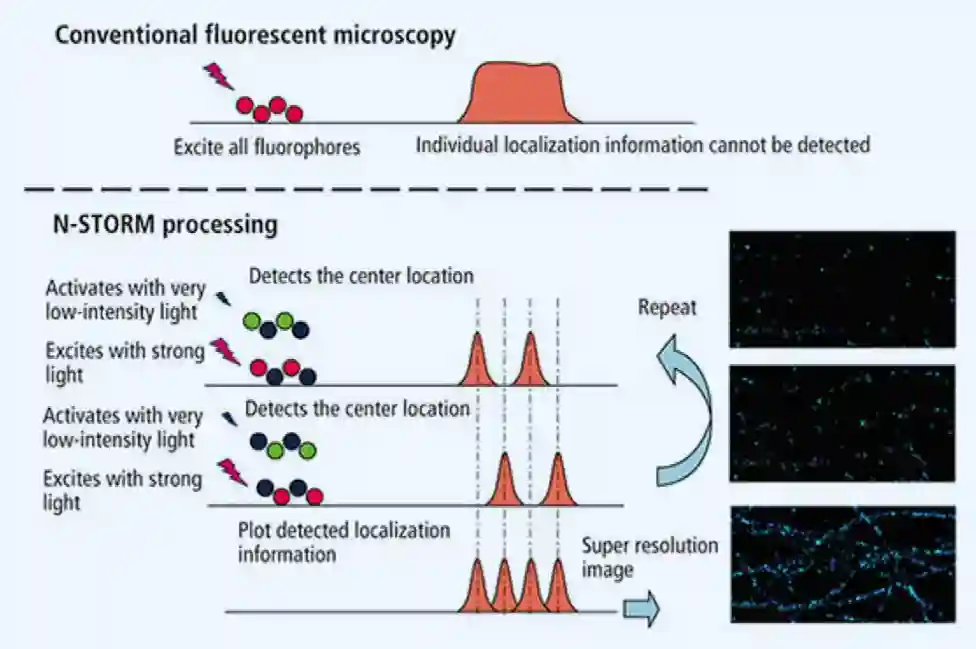 Conventional fluorescent microscopy
Excite all fluorophores
Individual localization information cannot be detected
N-STORM processing
Detects the center location
Activates with very
low-intensity light
Excites with strong
light
Repeat
Detects the center location
Activates with very
low-intensity light
Excites with strong
light
Plot detected localization
information
Super resolution
image